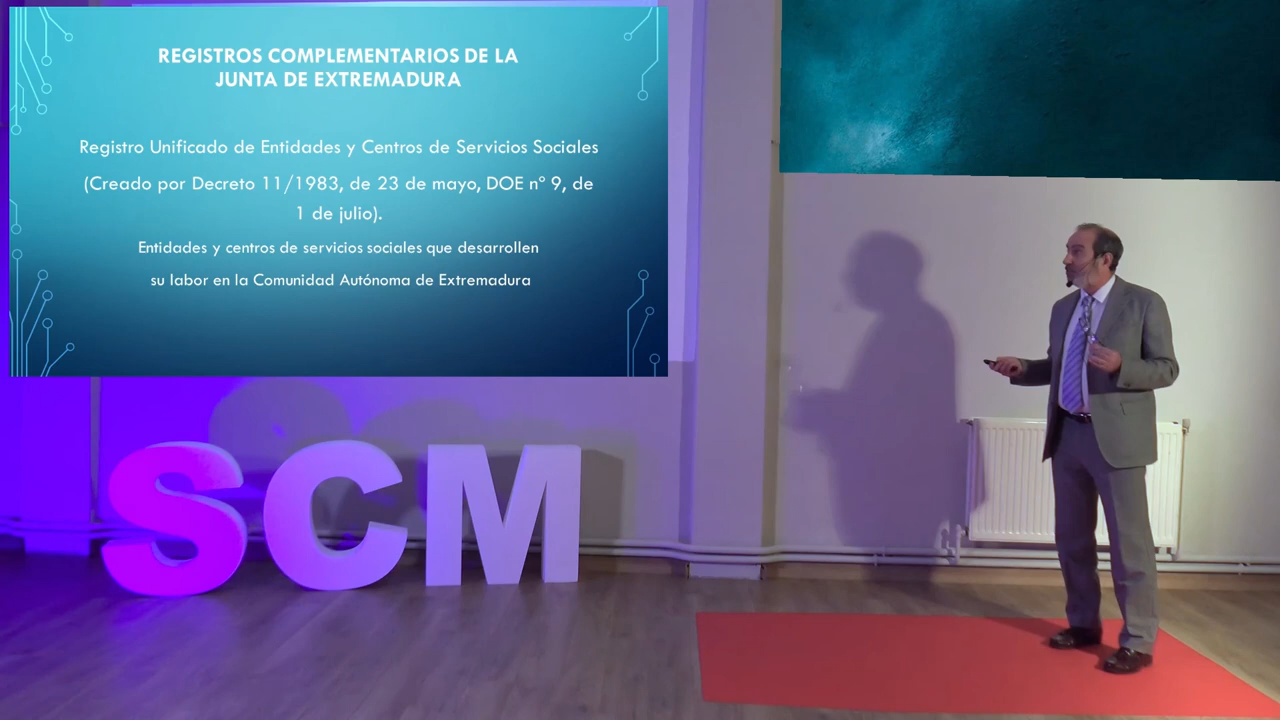 REGISTROS COMPLEMENTARIOS DE LA
JUNTA DE EXTREMADURA
Registro Unificado de Entidades y Centros de Servicios Sociales
(Creado por Decreto 11/1983, de 23 de mayo, DOE nº 9, de
1 de julio).
Entidades y centros de servicios sociales que desarrollen
su labor en la Comunidad Autónoma de Extremadura
SCM